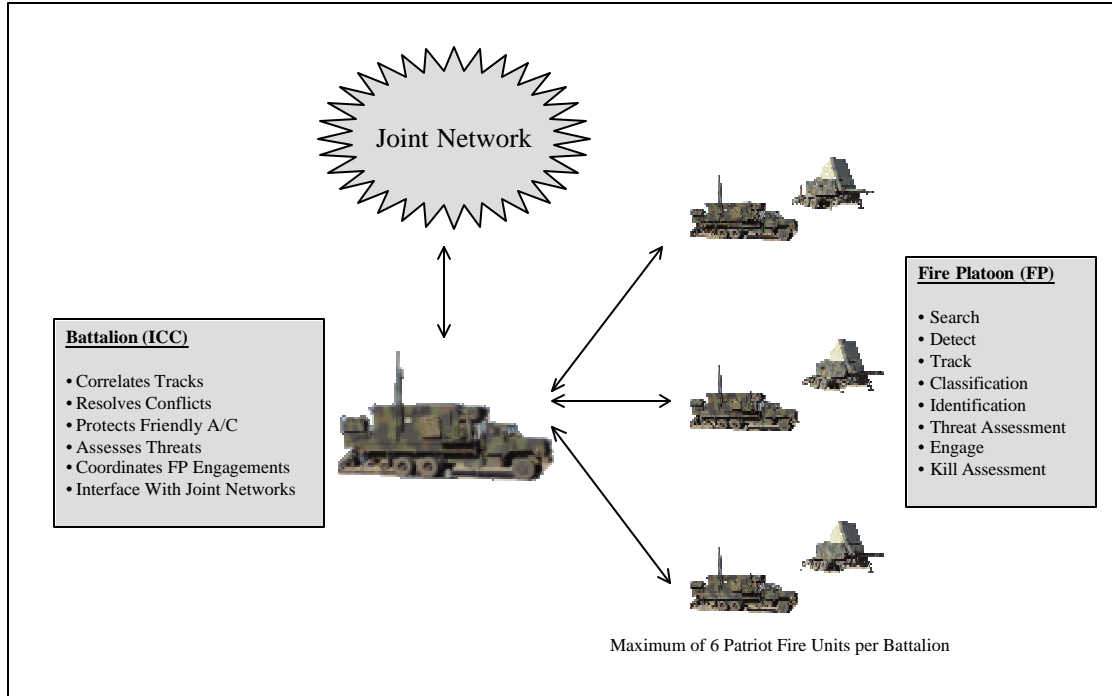 Joint Network
Battalion (ICC)
• Correlates Tracks
• Resolves Conflicts
• Protects Friendly A/C
• Assesses Threats
• Coordinates FP Engagements
• Interface With Joint Networks
Fire Platoon (FP)
• Search
• Detect
• Track
• Classification
• Identification
• Threat Assessment
• Engage
• Kill Assessment
Maximum of 6 Patriot Fire Units per Battalion